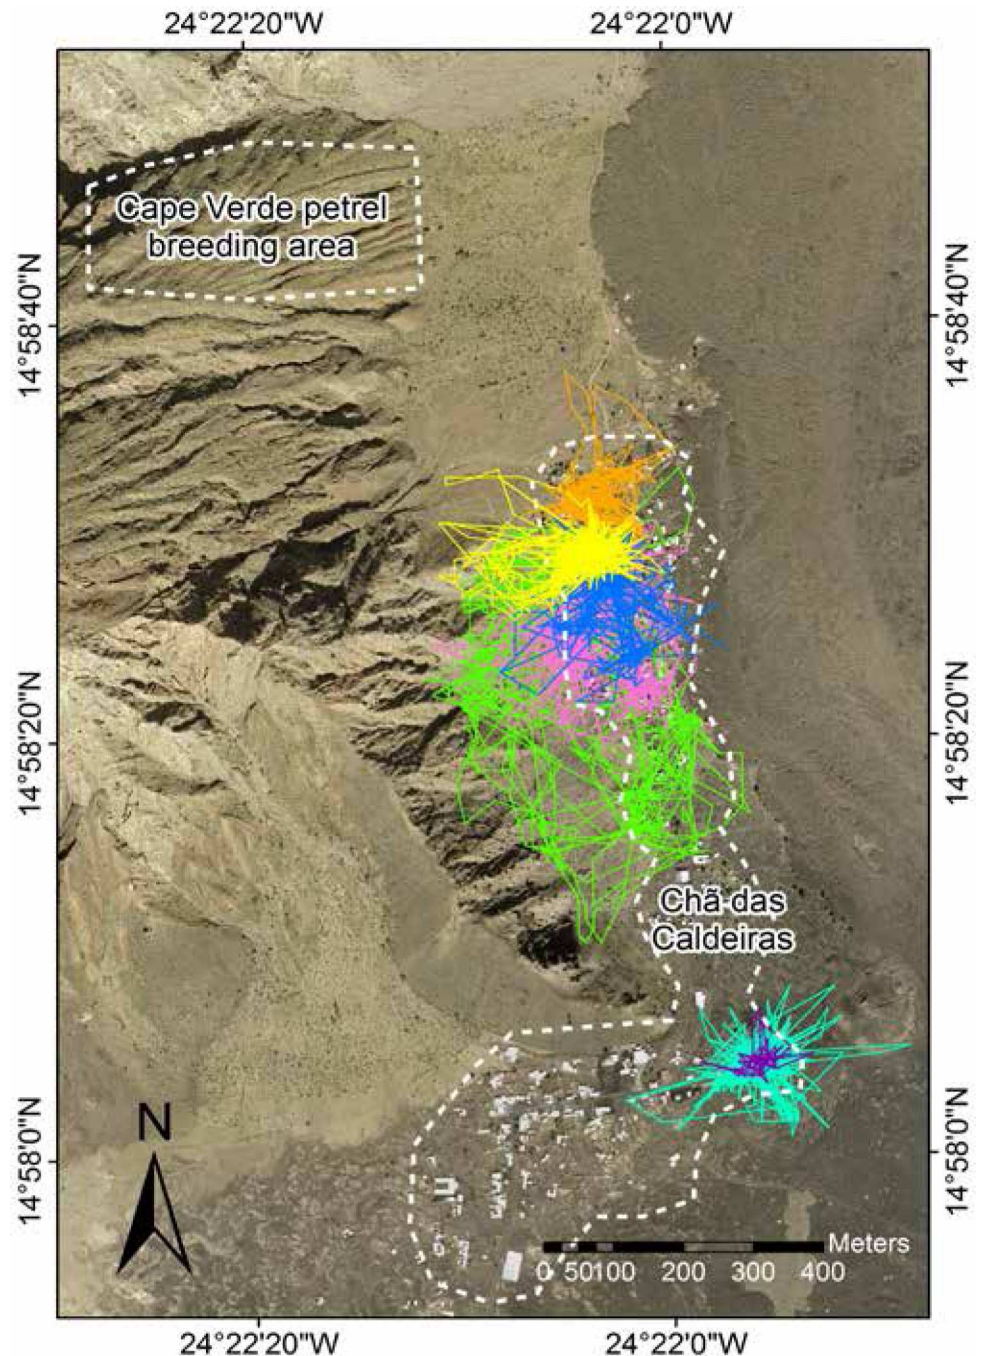 24°22'20"W 24°22'0"W
Cape Verde petrel
breeding area
14°58'40"N 14°58'40"N
14°58'20"N 14°58'20"N
Chã das
Caldeiras
14°58'0"N 14°58'0"N
N
Meters
0 50 100 200 300 400
24°22'20"W 24°22'0"W